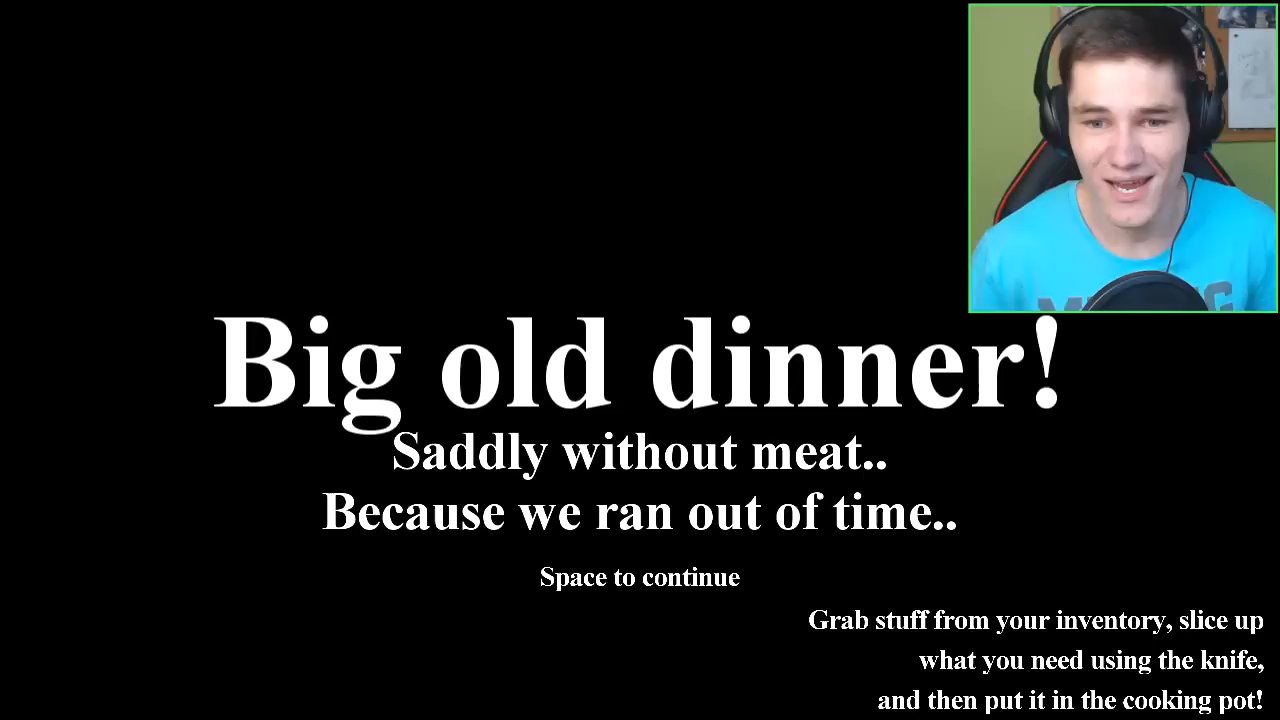 Big old dinner!
Saddly without meat..
Because we ran out of time..
Space to continue
Grab stuff from your inventory, slice up
what you need using the knife,
and then put it in the cooking pot!